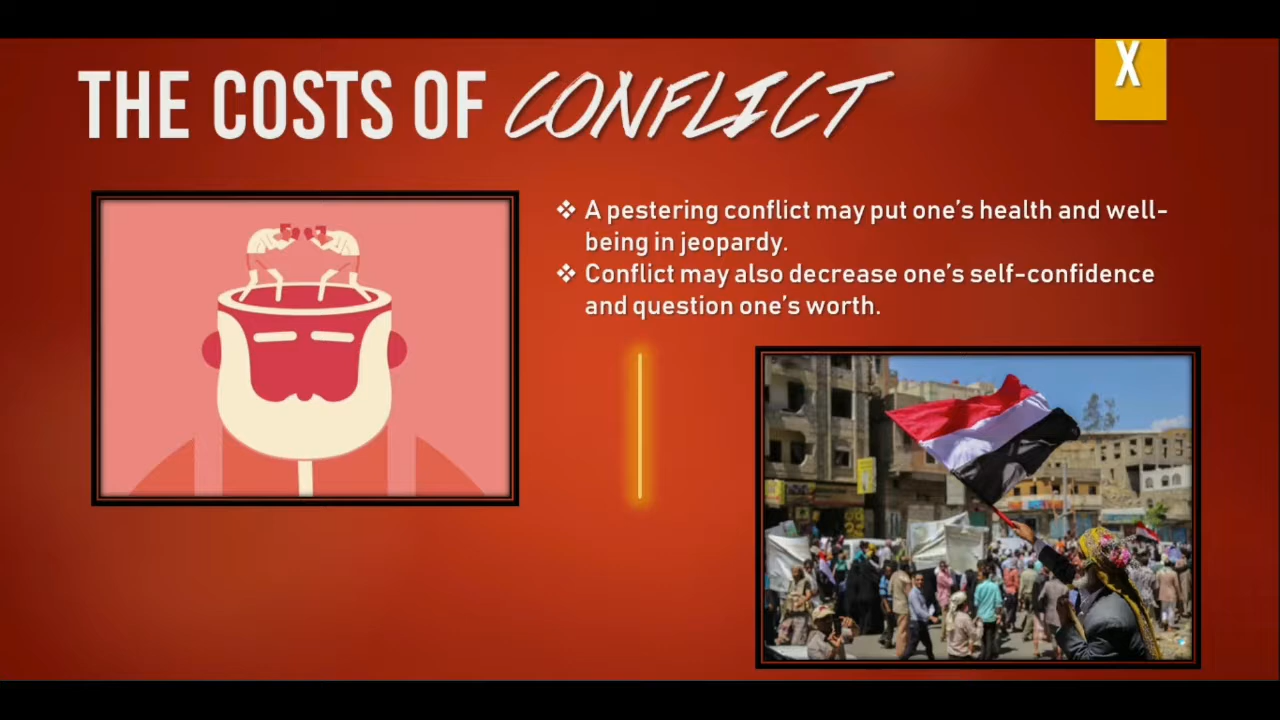 THE COSTS OF CONFLICT
X
A pestering conflict may put one's health and well-
being in jeopardy.
Conflict may also decrease one's self-confidence
and question one's worth.